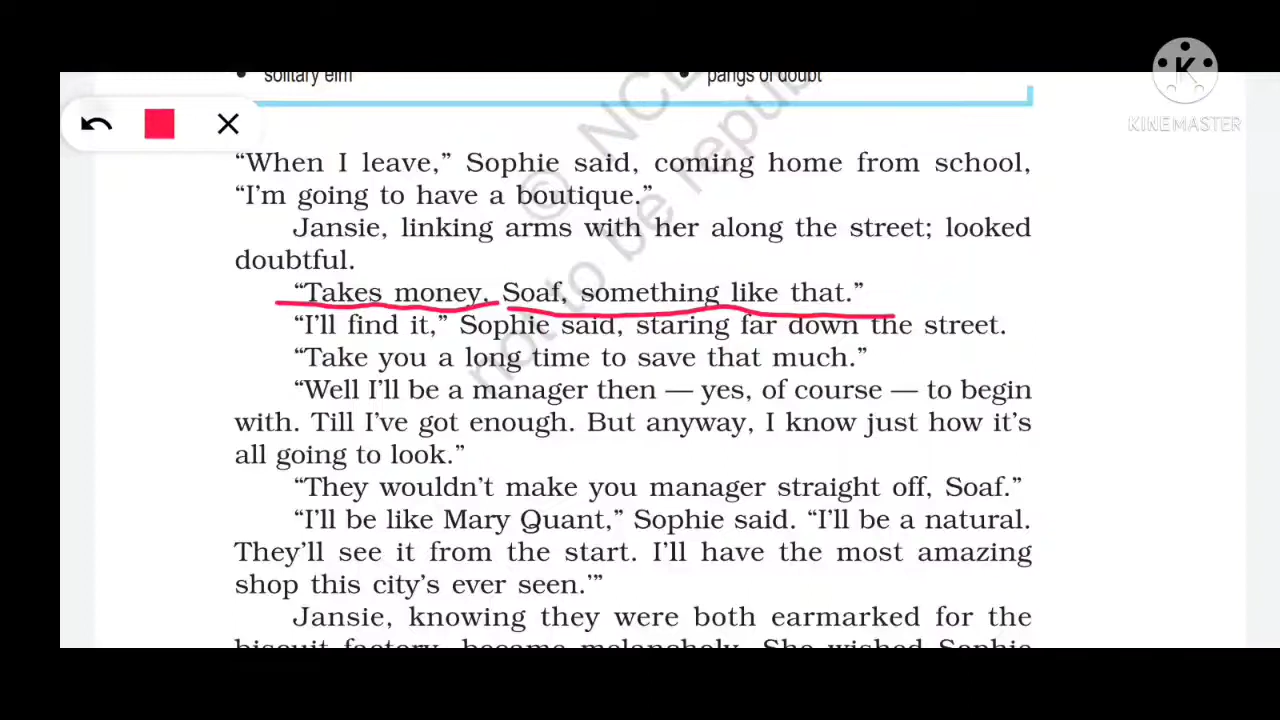 solitary elm
pangs of doubt
KINEMASTER
© NCE
not to be repub
“When I leave,” Sophie said, coming home from school,
“I’m going to have a boutique.”
Jansie, linking arms with her along the street; looked
doubtful.
“Takes money, Soaf, something like that.”
“I’ll find it,” Sophie said, staring far down the street.
“Take you a long time to save that much.”
“Well I’ll be a manager then — yes, of course — to begin
with. Till I’ve got enough. But anyway, I know just how it’s
all going to look.”
“They wouldn’t make you manager straight off, Soaf.”
“I’ll be like Mary Quant,” Sophie said. “I’ll be a natural.
They’ll see it from the start. I’ll have the most amazing
shop this city’s ever seen.’”
Jansie, knowing they were both earmarked for the
biscuit factory, became melancholy. She wished Sophie